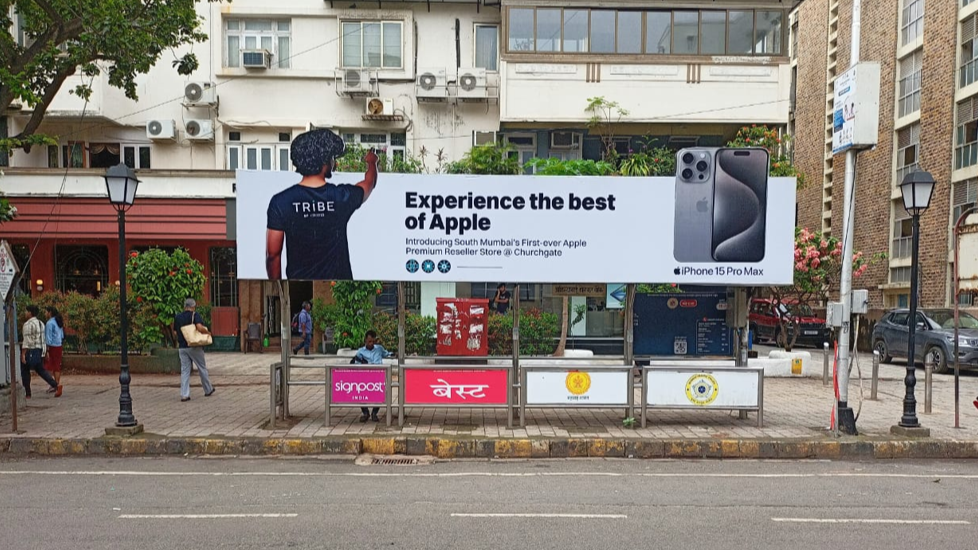 TRIBE
Experience the best
of Apple
Introducing South Mumbai's First-ever Apple
Premium Reseller Store @ Churchgate
iPhone 15 Pro Max
signpost
INDIA
बेस्ट